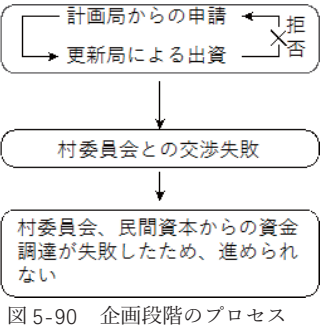 計画局からの申請
拒否
更新局による出資
村委員会との交渉失敗
村委員会、民間資本からの資金
調達が失敗したため、進められ
ない
図5-90　企画段階のプロセス